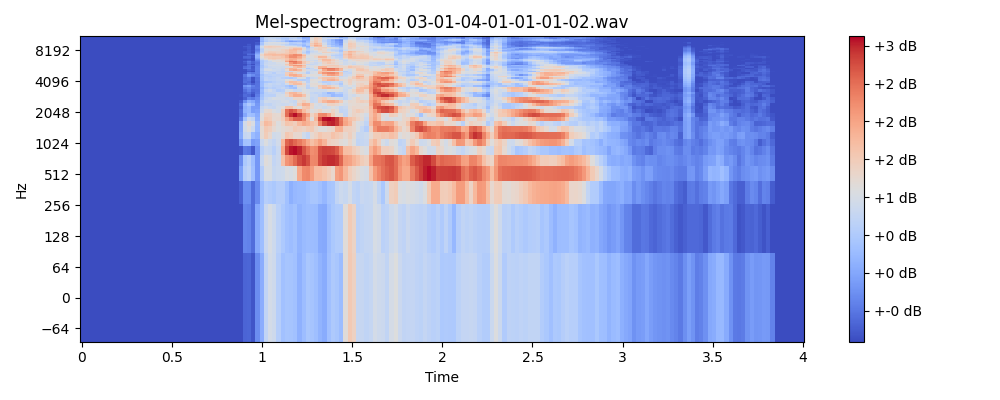 Mel-spectrogram: 03-01-04-01-01-01-02.wav
8192
4096
2048
1024
512
256
128
64
0
−64
Hz
0
0.5
1
1.5
2
2.5
3
3.5
4
Time
+3 dB
+2 dB
+2 dB
+2 dB
+1 dB
+0 dB
+0 dB
+-0 dB